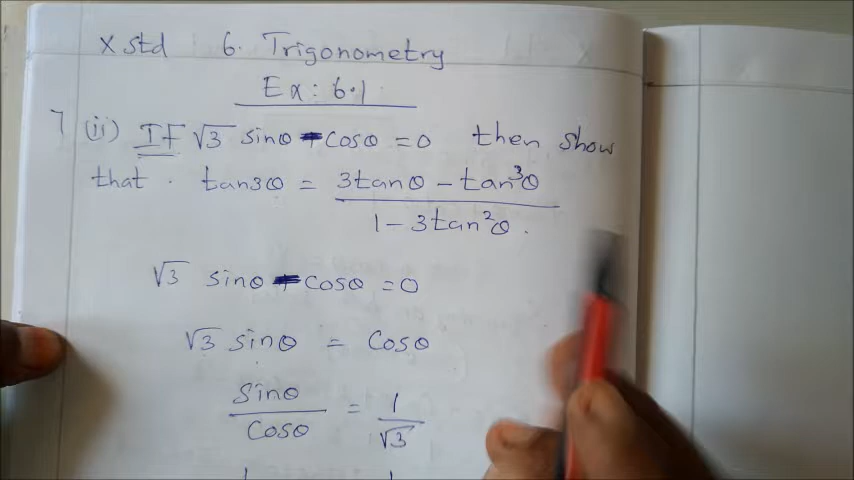 X Std 6. Trigonometry
Ex: 6.1
7 (ii) IF √3 sinθ - cosθ = 0 then show
that . tan3θ = 3tanθ - tan³θ
1 - 3tan²θ .
√3 sinθ - cosθ = 0
√3 sinθ = cosθ
sinθ = 1
cosθ √3